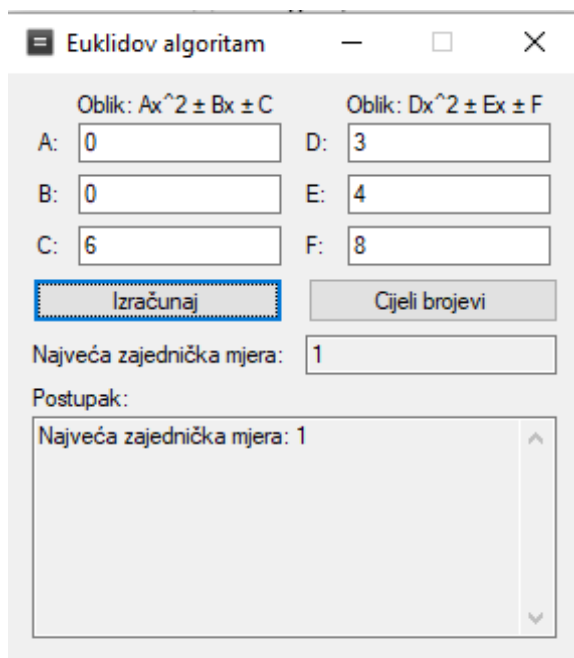 Euklidov algoritam
Oblik: Ax^2 ± Bx ± C Oblik: Dx^2 ± Ex ± F
A: 0 D: 3
B: 0 E: 4
C: 6 F: 8
Izračunaj Cijeli brojevi
Najveća zajednička mjera: 1
Postupak:
Najveća zajednička mjera: 1